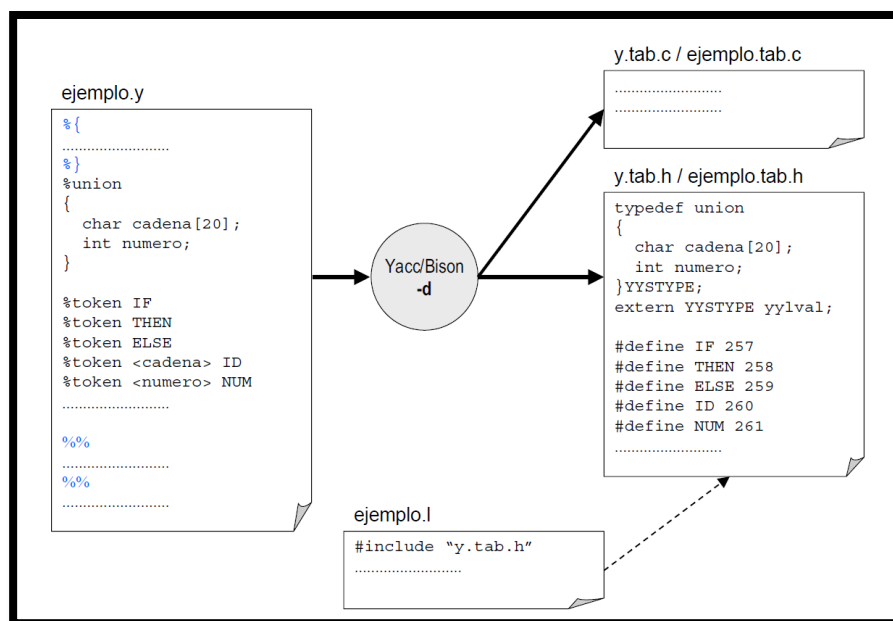 ejemplo.y
%{
..........................
%}
%union
{
char cadena[20];
int numero;
}
%token IF
%token THEN
%token ELSE
%token <cadena> ID
%token <numero> NUM
..........................
%%
..........................
%%
..........................
Yacc/Bison
-d
y.tab.c / ejemplo.tab.c
..........................
..........................
y.tab.h / ejemplo.tab.h
typedef union
{
char cadena[20];
int numero;
}YYSTYPE;
extern YYSTYPE yylval;
#define IF 257
#define THEN 258
#define ELSE 259
#define ID 260
#define NUM 261
..........................
ejemplo.l
#include “y.tab.h”
..........................